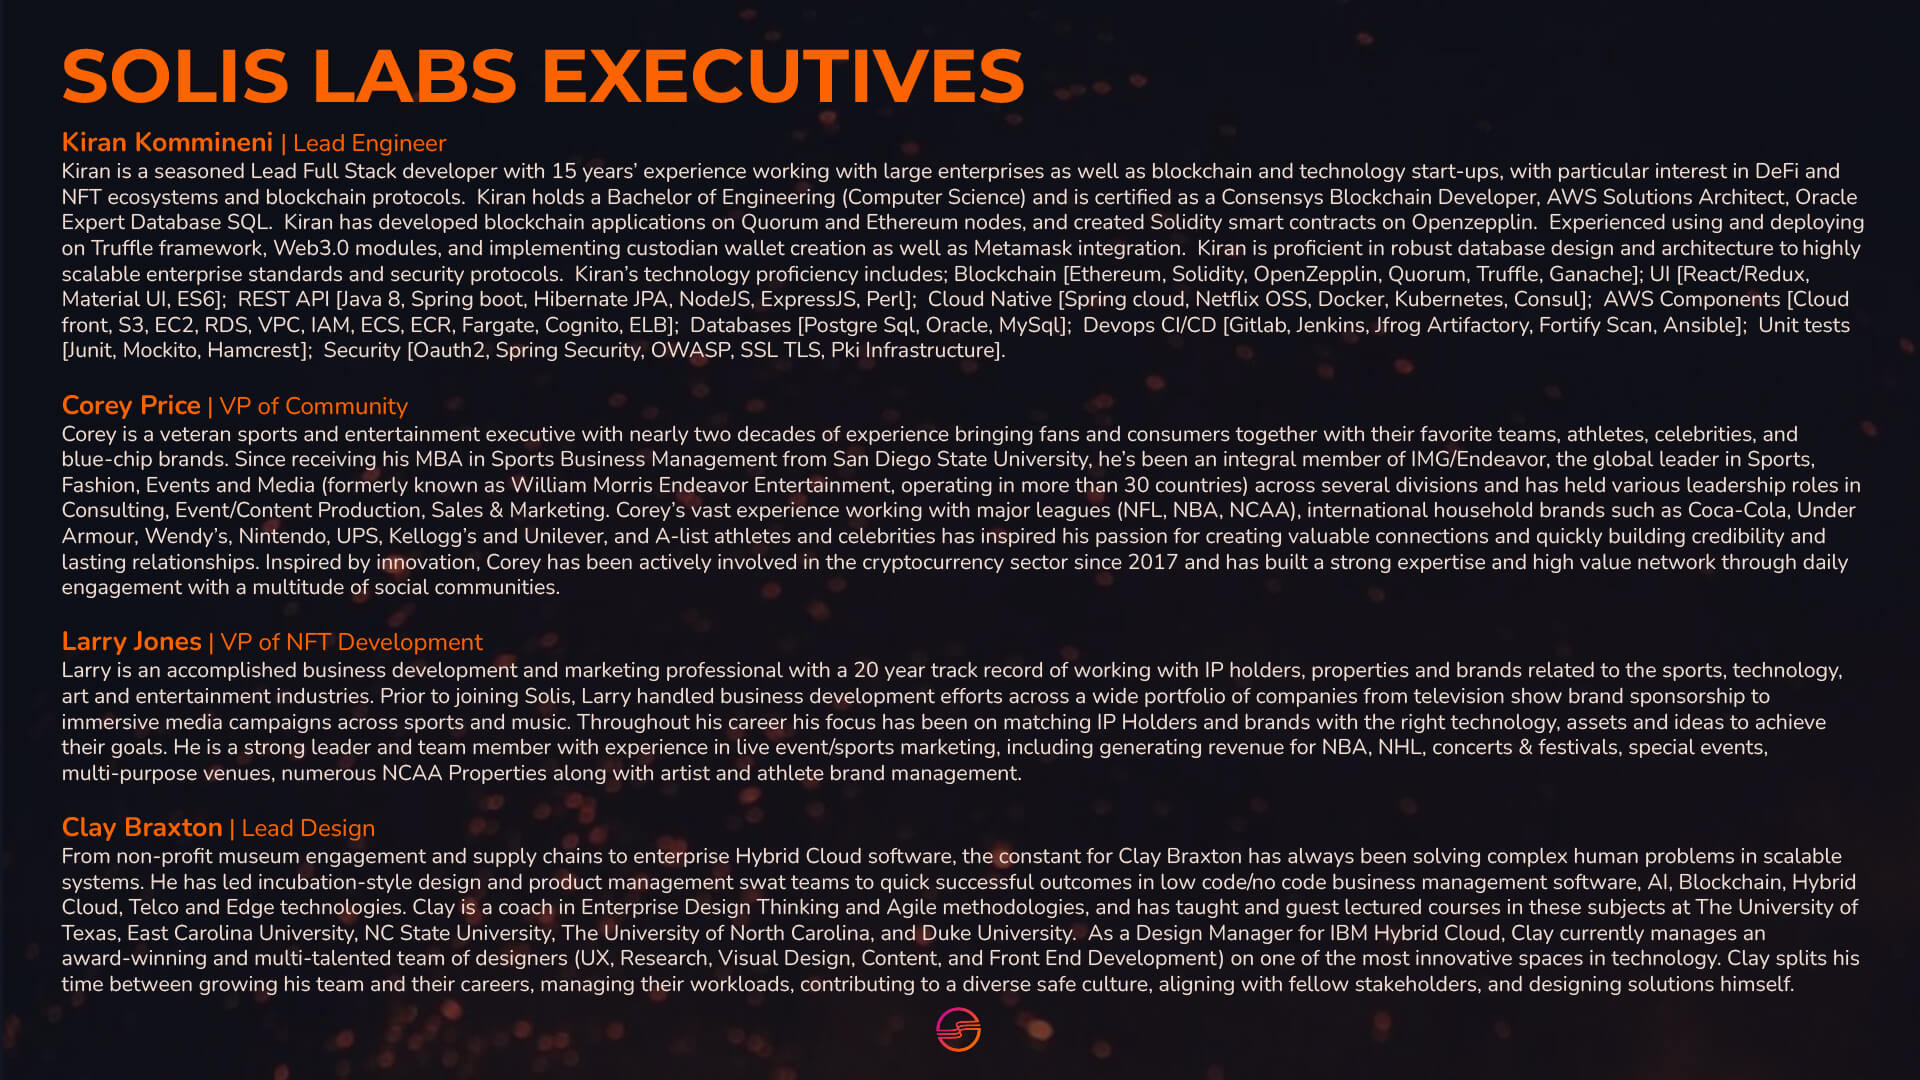 SOLIS LABS EXECUTIVES
Kiran Kommineni | Lead Engineer
Kiran is a seasoned Lead Full Stack developer with 15 years’ experience working with large enterprises as well as blockchain and technology start-ups, with particular interest in DeFi and
NFT ecosystems and blockchain protocols.  Kiran holds a Bachelor of Engineering (Computer Science) and is certified as a Consensys Blockchain Developer, AWS Solutions Architect, Oracle
Expert Database SQL.  Kiran has developed blockchain applications on Quorum and Ethereum nodes, and created Solidity smart contracts on Openzepplin.  Experienced using and deploying
on Truffle framework, Web3.0 modules, and implementing custodian wallet creation as well as Metamask integration.  Kiran is proficient in robust database design and architecture to highly
scalable enterprise standards and security protocols.  Kiran’s technology proficiency includes; Blockchain [Ethereum, Solidity, OpenZepplin, Quorum, Truffle, Ganache]; UI [React/Redux,
Material UI, ES6];  REST API [Java 8, Spring boot, Hibernate JPA, NodeJS, ExpressJS, Perl];  Cloud Native [Spring cloud, Netflix OSS, Docker, Kubernetes, Consul];  AWS Components [Cloud
front, S3, EC2, RDS, VPC, IAM, ECS, ECR, Fargate, Cognito, ELB];  Databases [Postgre Sql, Oracle, MySql];  Devops CI/CD [Gitlab, Jenkins, Jfrog Artifactory, Fortify Scan, Ansible];  Unit tests
[Junit, Mockito, Hamcrest];  Security [Oauth2, Spring Security, OWASP, SSL TLS, Pki Infrastructure].
Corey Price | VP of Community
Corey is a veteran sports and entertainment executive with nearly two decades of experience bringing fans and consumers together with their favorite teams, athletes, celebrities, and
blue-chip brands. Since receiving his MBA in Sports Business Management from San Diego State University, he’s been an integral member of IMG/Endeavor, the global leader in Sports,
Fashion, Events and Media (formerly known as William Morris Endeavor Entertainment, operating in more than 30 countries) across several divisions and has held various leadership roles in
Consulting, Event/Content Production, Sales & Marketing. Corey’s vast experience working with major leagues (NFL, NBA, NCAA), international household brands such as Coca-Cola, Under
Armour, Wendy’s, Nintendo, UPS, Kellogg’s and Unilever, and A-list athletes and celebrities has inspired his passion for creating valuable connections and quickly building credibility and
lasting relationships. Inspired by innovation, Corey has been actively involved in the cryptocurrency sector since 2017 and has built a strong expertise and high value network through daily
engagement with a multitude of social communities.
Larry Jones | VP of NFT Development
Larry is an accomplished business development and marketing professional with a 20 year track record of working with IP holders, properties and brands related to the sports, technology,
art and entertainment industries. Prior to joining Solis, Larry handled business development efforts across a wide portfolio of companies from television show brand sponsorship to
immersive media campaigns across sports and music. Throughout his career his focus has been on matching IP Holders and brands with the right technology, assets and ideas to achieve
their goals. He is a strong leader and team member with experience in live event/sports marketing, including generating revenue for NBA, NHL, concerts & festivals, special events,
multi-purpose venues, numerous NCAA Properties along with artist and athlete brand management.
Clay Braxton | Lead Design
From non-profit museum engagement and supply chains to enterprise Hybrid Cloud software, the constant for Clay Braxton has always been solving complex human problems in scalable
systems. He has led incubation-style design and product management swat teams to quick successful outcomes in low code/no code business management software, AI, Blockchain, Hybrid
Cloud, Telco and Edge technologies. Clay is a coach in Enterprise Design Thinking and Agile methodologies, and has taught and guest lectured courses in these subjects at The University of
Texas, East Carolina University, NC State University, The University of North Carolina, and Duke University.  As a Design Manager for IBM Hybrid Cloud, Clay currently manages an
award-winning and multi-talented team of designers (UX, Research, Visual Design, Content, and Front End Development) on one of the most innovative spaces in technology. Clay splits his
time between growing his team and their careers, managing their workloads, contributing to a diverse safe culture, aligning with fellow stakeholders, and designing solutions himself.